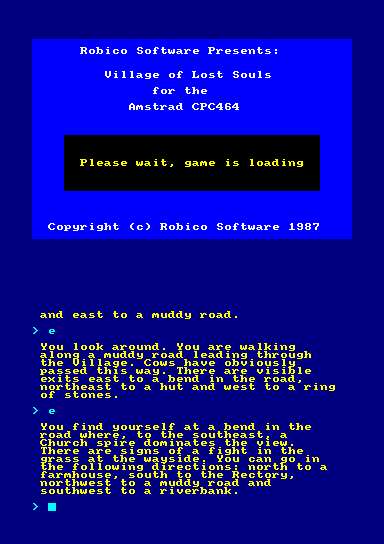 Robico Software Presents:
Village of Lost Souls
for the
Amstrad CPC464
Please wait, game is loading
Copyright (c) Robico Software 1987
and east to a muddy road.
> e
You look around. You are walking
along a muddy road leading through
the Village. Cows have obviously
passed this way. There are visible
exits east to a bend in the road,
northeast to a hut and west to a ring
of stones.
> e
You find yourself at a bend in the
road where, to the southeast, a
Church spire dominates the view.
There are signs of a fight in the
grass at the wayside. You can go in
the following directions: north to a
farmhouse, south to the Rectory,
northwest to a muddy road and
southwest to a riverbank.
>